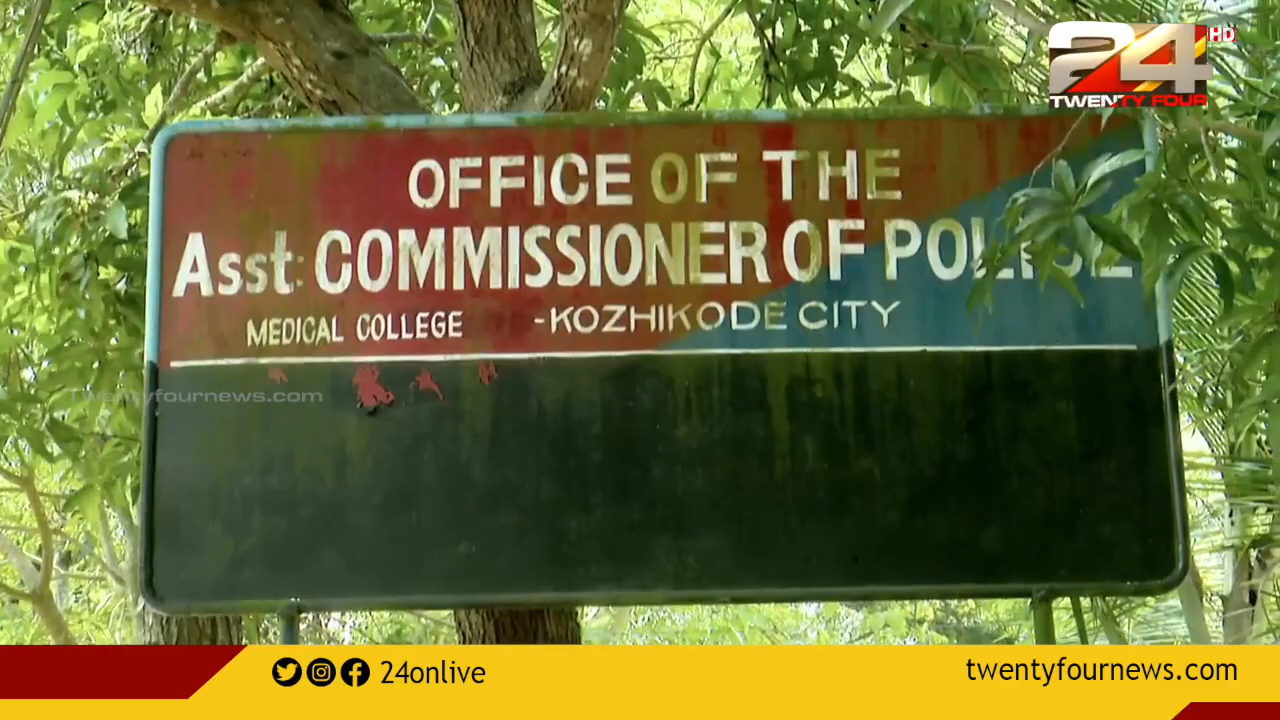 24 HD
TWENTY FOUR
OFFICE OF THE
Asst: COMMISSIONER OF POLICE
MEDICAL COLLEGE -KOZHIKODE CITY
Twentyfournews.com
24onlive
twentyfournews.com